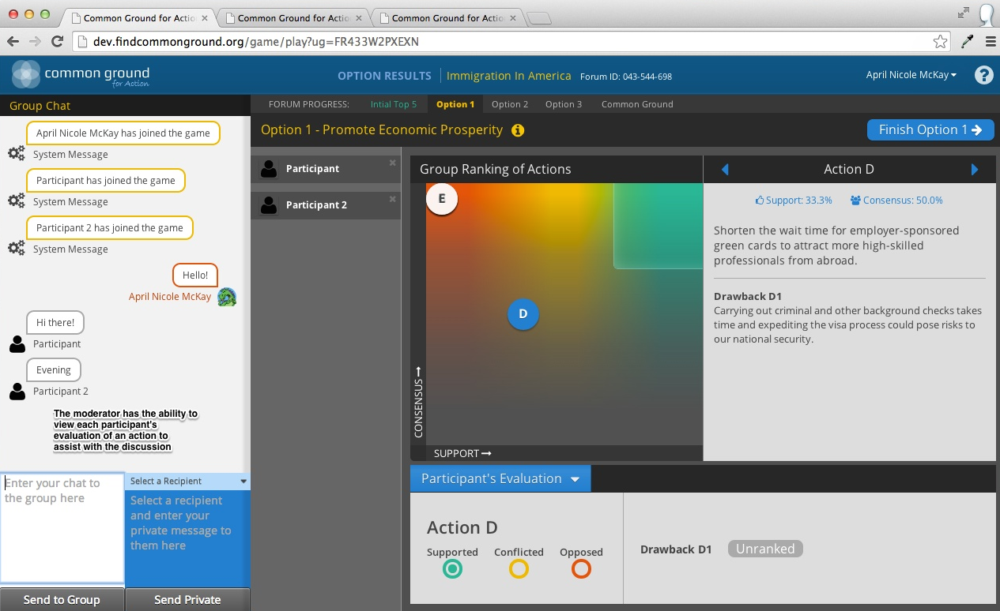 Common Ground for Actio
Common Ground for Actio
Common Ground for Actio
dev.findcommonground.org/game/play?ug=FR433W2PXEXN
common ground
for Action
OPTION RESULTS
Immigration In America
Forum ID: 043-544-698
April Nicole McKay
?
Group Chat
FORUM PROGRESS:
Intial Top 5
Option 1
Option 2
Option 3
Common Ground
Option 1 - Promote Economic Prosperity
i
Finish Option 1
April Nicole McKay has joined the game
System Message
Participant has joined the game
System Message
Participant 2 has joined the game
System Message
Hello!
April Nicole McKay
Hi there!
Participant
Evening
Participant 2
The moderator has the ability to
view each participant's
evaluation of an action to
assist with the discussion
Enter your chat to
the group here
Select a Recipient
Select a recipient
and enter your
private message to
them here
Send to Group
Send Private
Participant
Participant 2
Group Ranking of Actions
E
D
CONSENSUS
SUPPORT
Action D
Support: 33.3%
Consensus: 50.0%
Shorten the wait time for employer-sponsored
green cards to attract more high-skilled
professionals from abroad.
Drawback D1
Carrying out criminal and other background checks takes
time and expediting the visa process could pose risks to
our national security.
Participant's Evaluation
Action D
Supported
Conflicted
Opposed
Drawback D1
Unranked